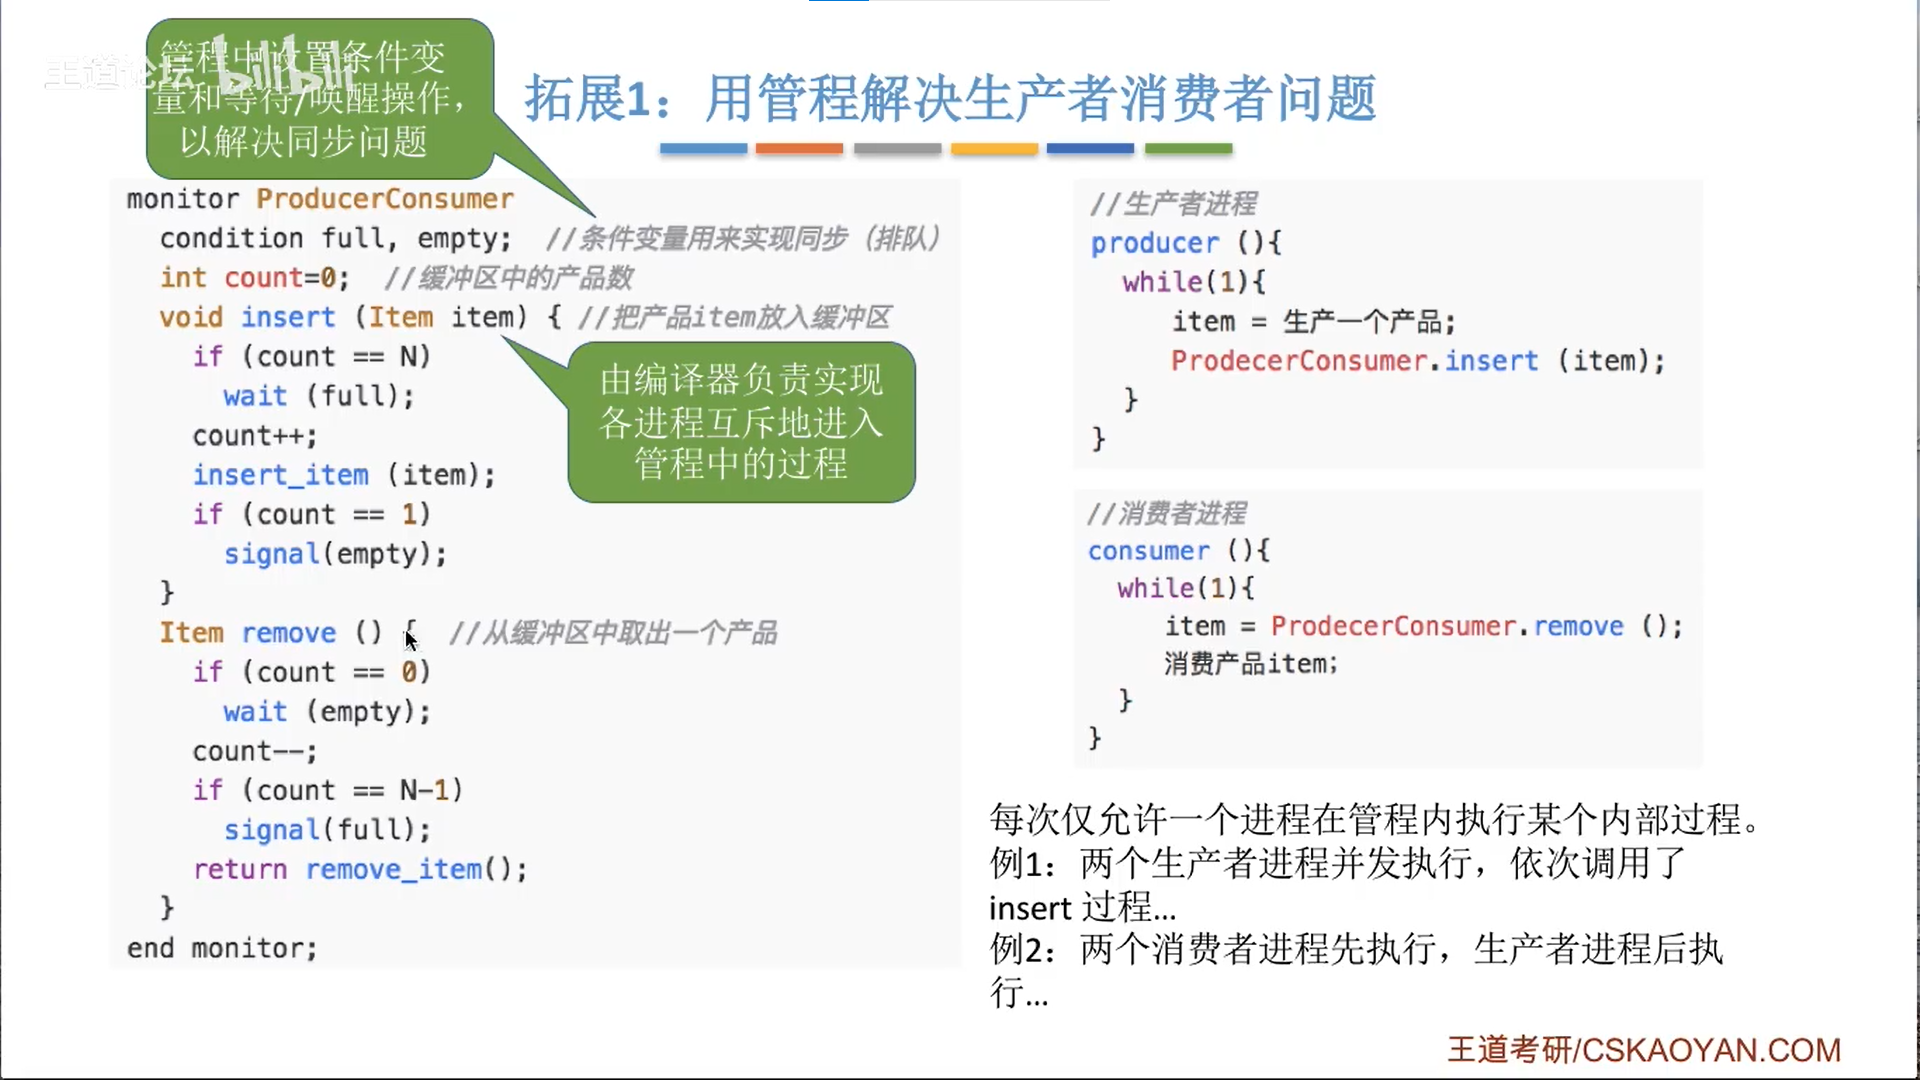 王道论坛 bilibili
管程中设置条件变
量和等待/唤醒操作，
以解决同步问题
拓展1：用管程解决生产者消费者问题
monitor ProducerConsumer
condition full, empty; //条件变量用来实现同步（排队）
int count=0; //缓冲区中的产品数
void insert (Item item) { //把产品item放入缓冲区
if (count == N)
wait (full);
count++;
insert_item (item);
if (count == 1)
signal(empty);
}
Item remove () { //从缓冲区中取出一个产品
if (count == 0)
wait (empty);
count--;
if (count == N-1)
signal(full);
return remove_item();
}
end monitor;
由编译器负责实现
各进程互斥地进入
管程中的过程
//生产者进程
producer (){
while(1){
item = 生产一个产品;
ProdecerConsumer.insert (item);
}
}
//消费者进程
consumer (){
while(1){
item = ProdecerConsumer.remove ();
消费产品item;
}
}
每次仅允许一个进程在管程内执行某个内部过程。
例1：两个生产者进程并发执行，依次调用了
insert 过程…
例2：两个消费者进程先执行，生产者进程后执
行…
王道考研/CSKAOYAN.COM